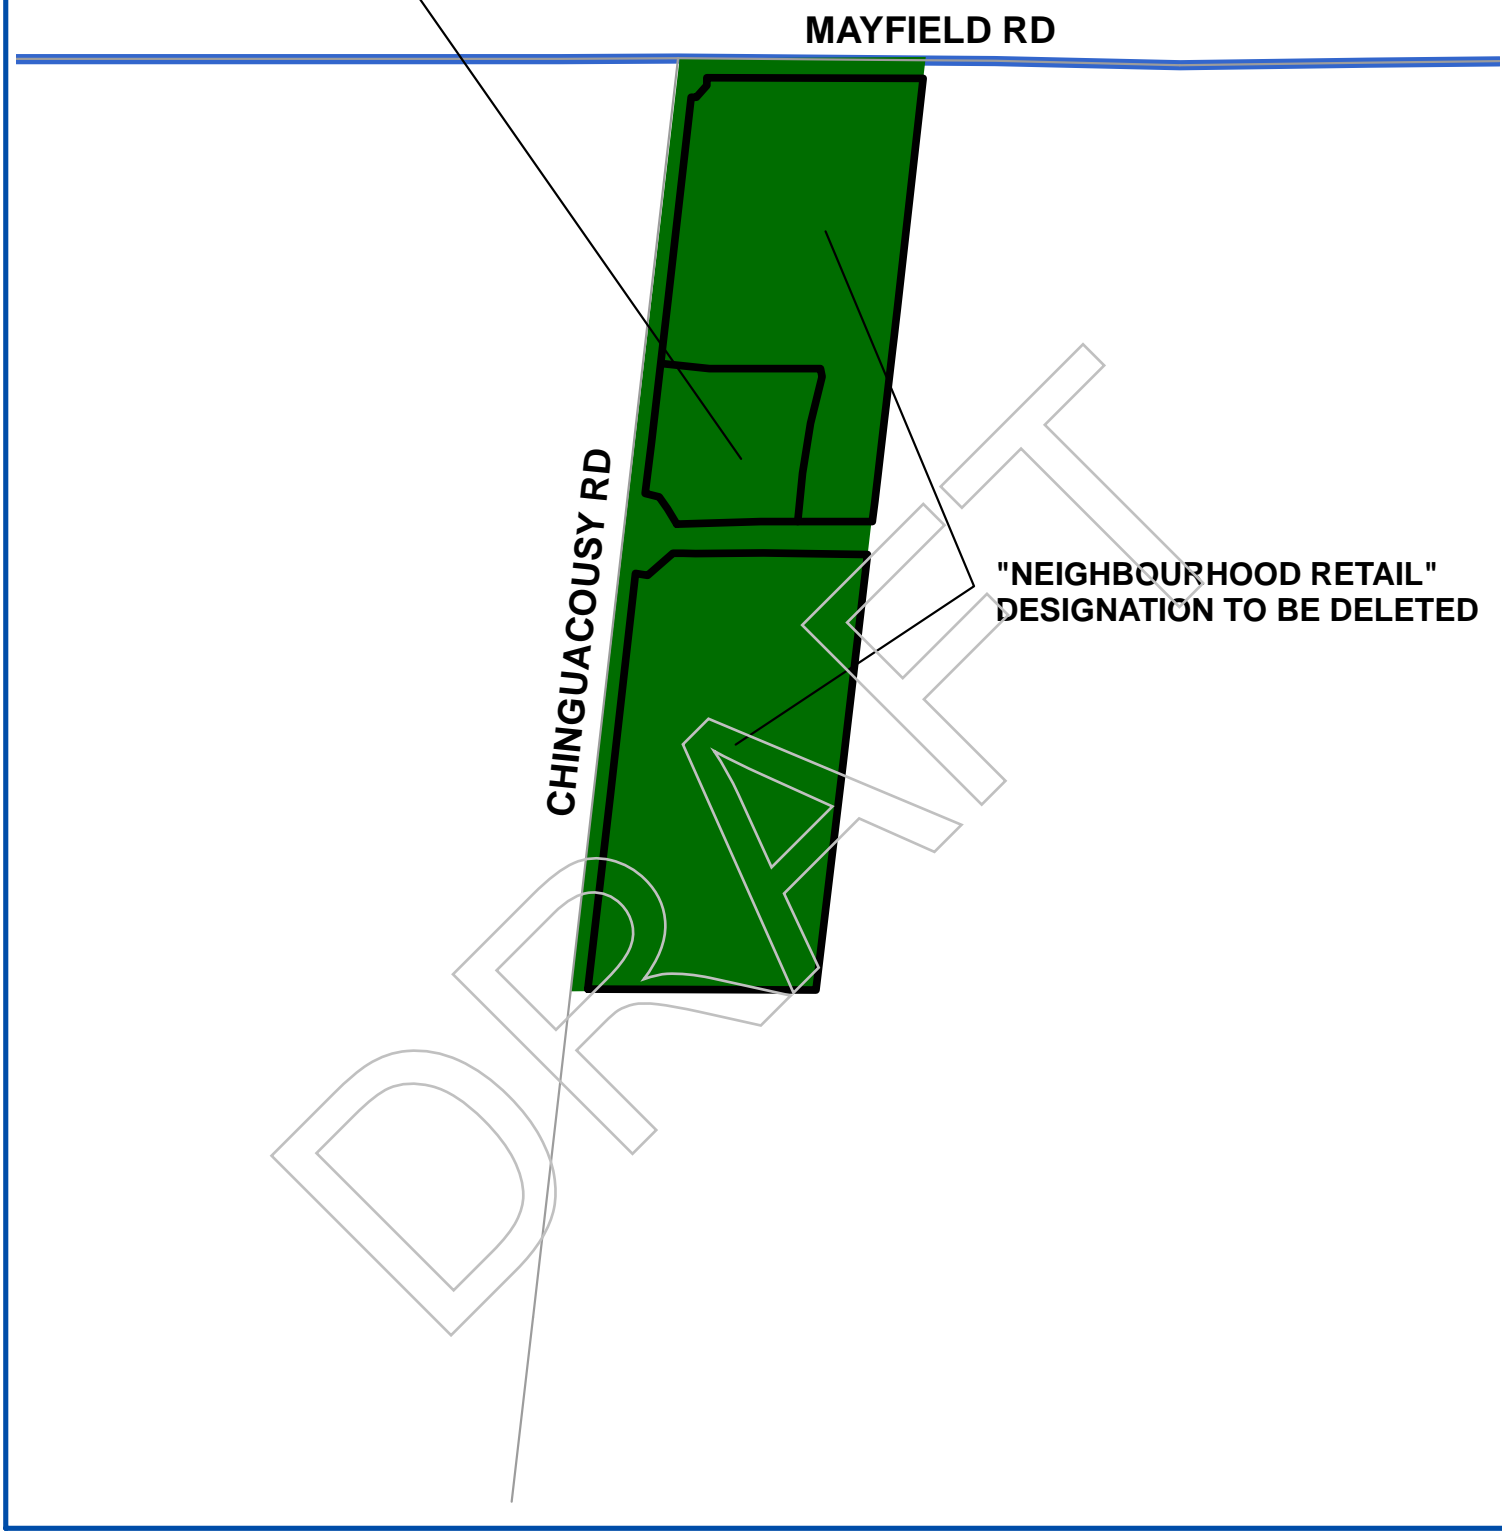 MAYFIELD RD
CHINGUACOUSY RD
"NEIGHBOURHOOD RETAIL"
DESIGNATION TO BE DELETED
DRAFT